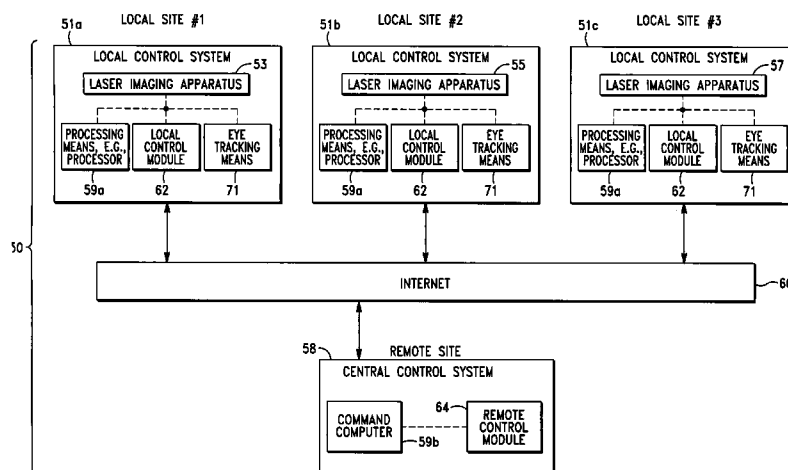 LOCAL SITE #1
LOCAL SITE #2
LOCAL SITE #3
51a
51b
51c
LOCAL CONTROL SYSTEM
LOCAL CONTROL SYSTEM
LOCAL CONTROL SYSTEM
53
55
57
LASER IMAGING APPARATUS
LASER IMAGING APPARATUS
LASER IMAGING APPARATUS
PROCESSING
MEANS, E.G.,
PROCESSOR
LOCAL
CONTROL
MODULE
EYE
TRACKING
MEANS
PROCESSING
MEANS, E.G.,
PROCESSOR
LOCAL
CONTROL
MODULE
EYE
TRACKING
MEANS
PROCESSING
MEANS, E.G.,
PROCESSOR
LOCAL
CONTROL
MODULE
EYE
TRACKING
MEANS
59a
62
71
59a
62
71
59a
62
71
INTERNET
REMOTE SITE
58
CENTRAL CONTROL SYSTEM
COMMAND
COMPUTER
59b
64
REMOTE
CONTROL
MODULE